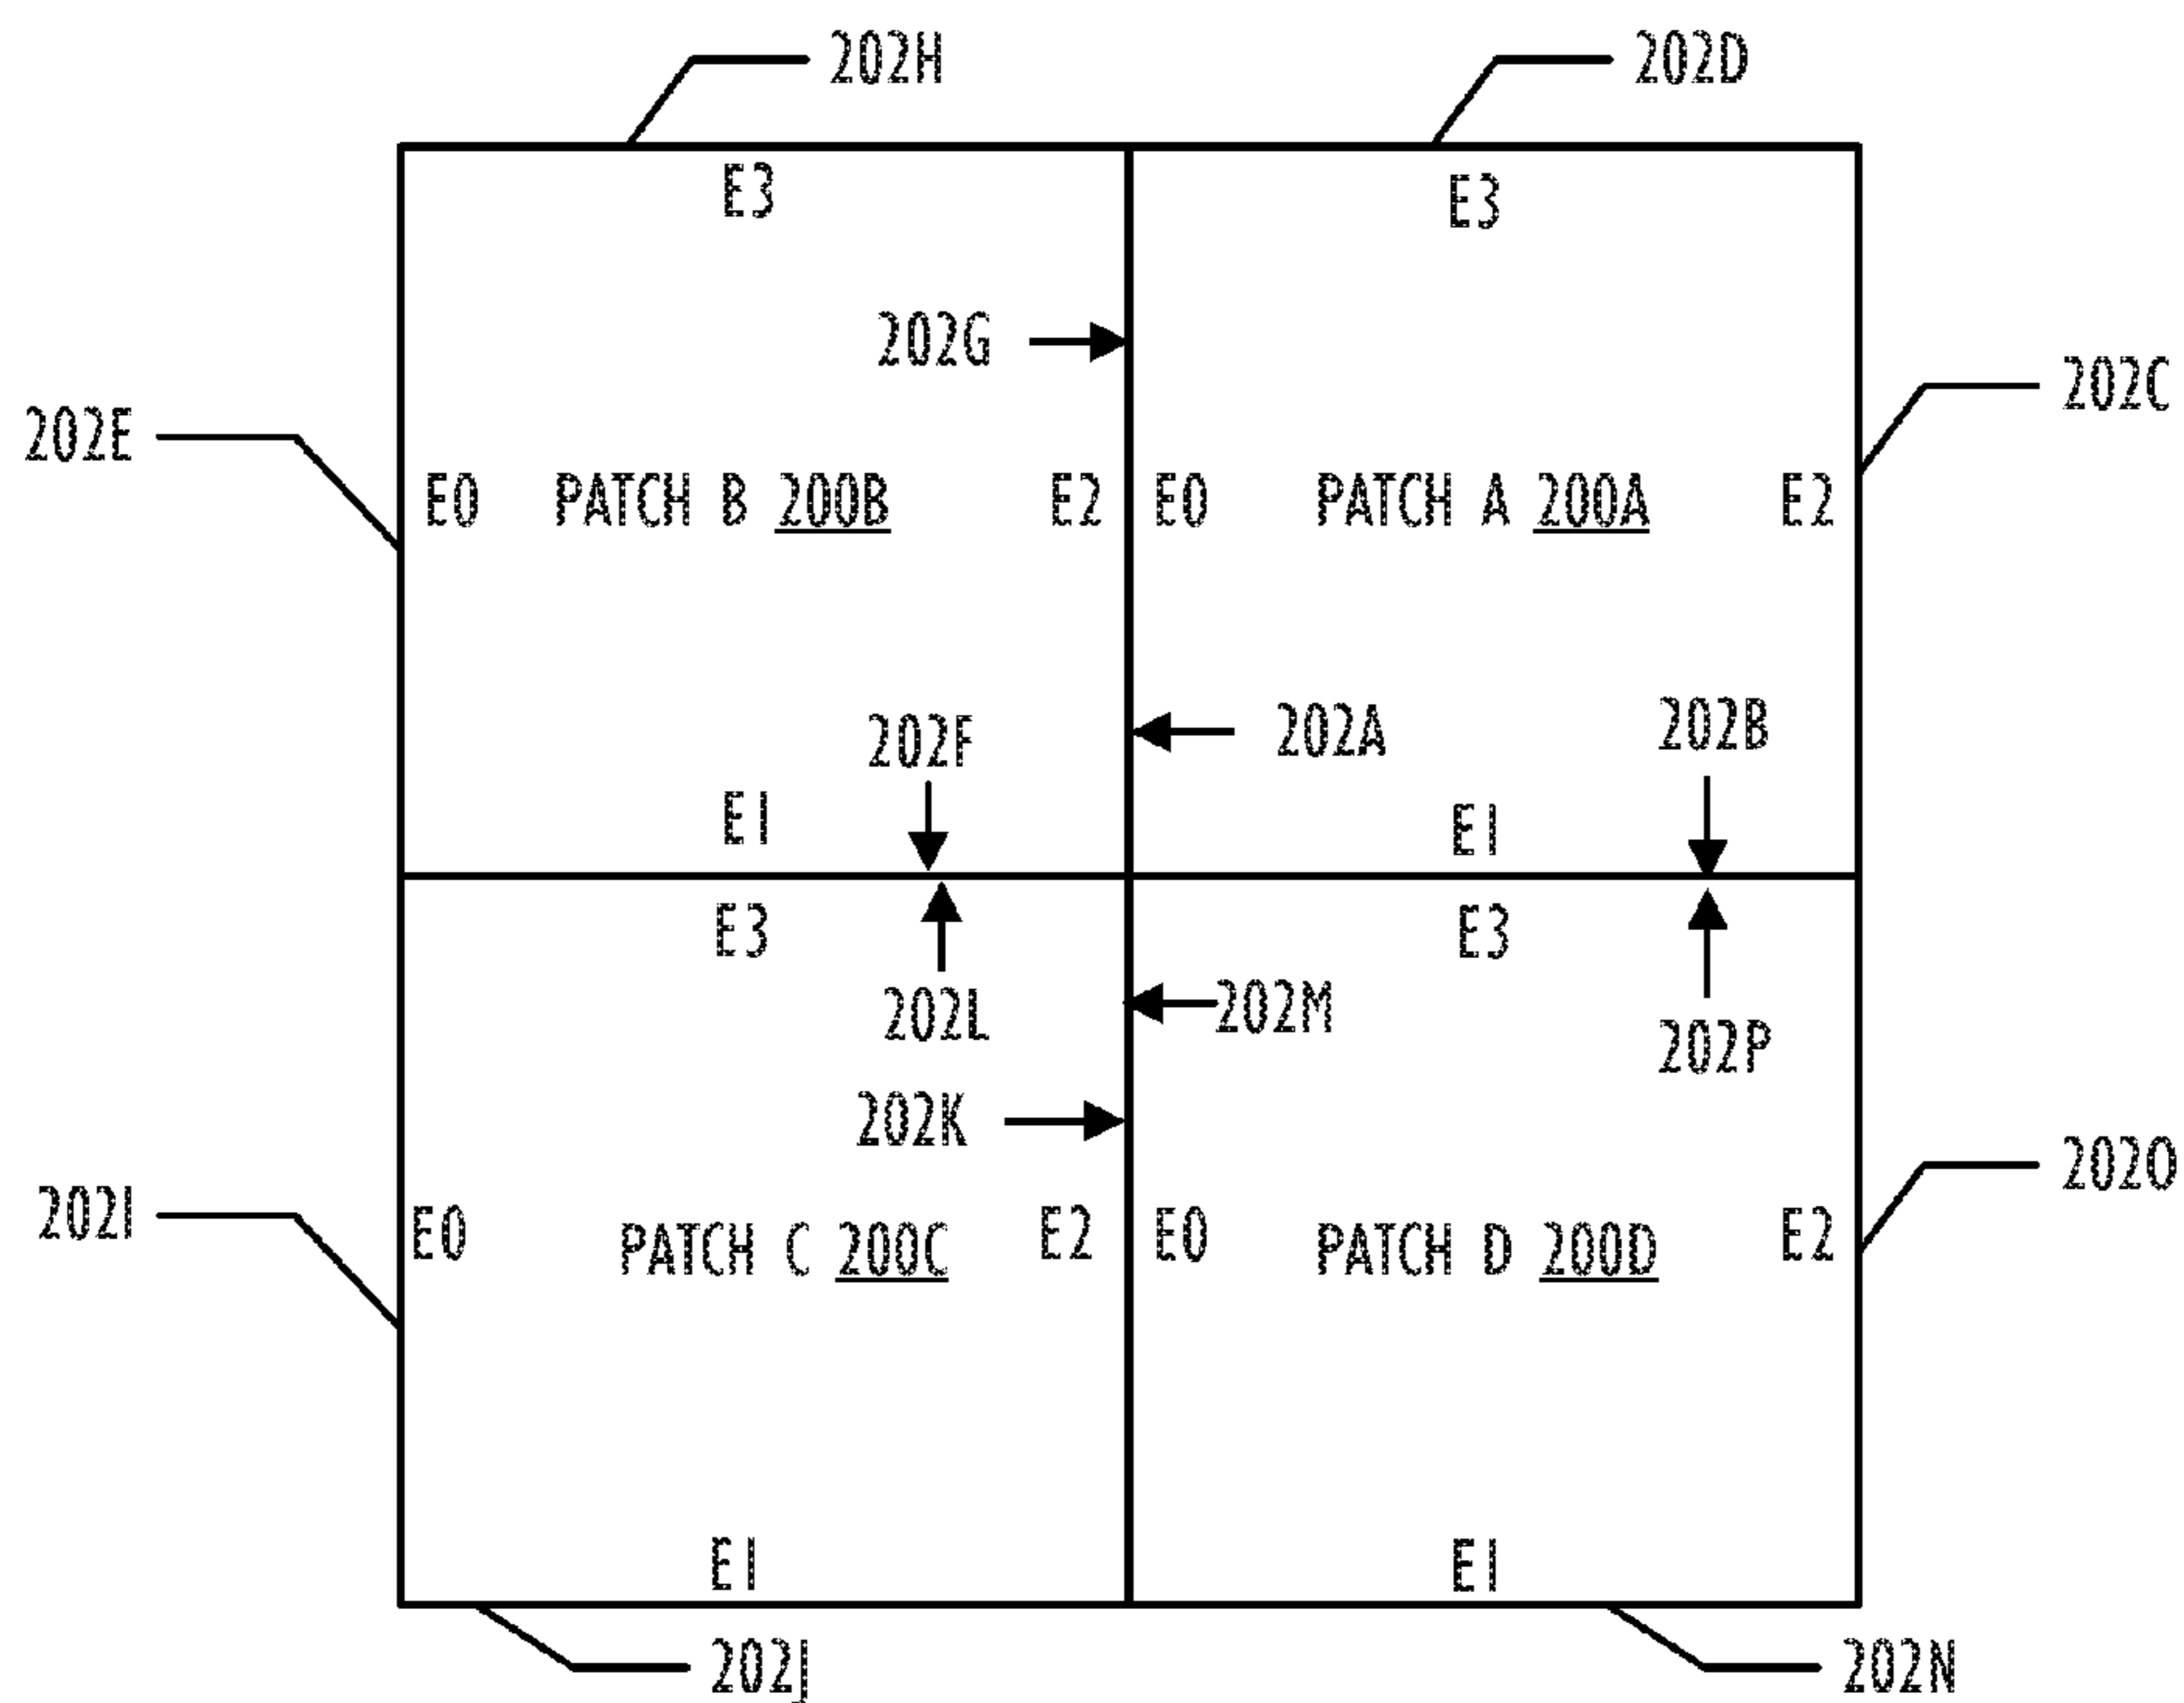 202H 202D
E3 E3
202G
202C
202E
E0 PATCH B 200B E2 E0 PATCH A 200A E2
202F 202A 202B
E1 E1
E3 E3
202L 202M 202P
202K
202O
202I
E0 PATCH C 200C E2 E0 PATCH D 200D E2
E1 E1
202J 202N